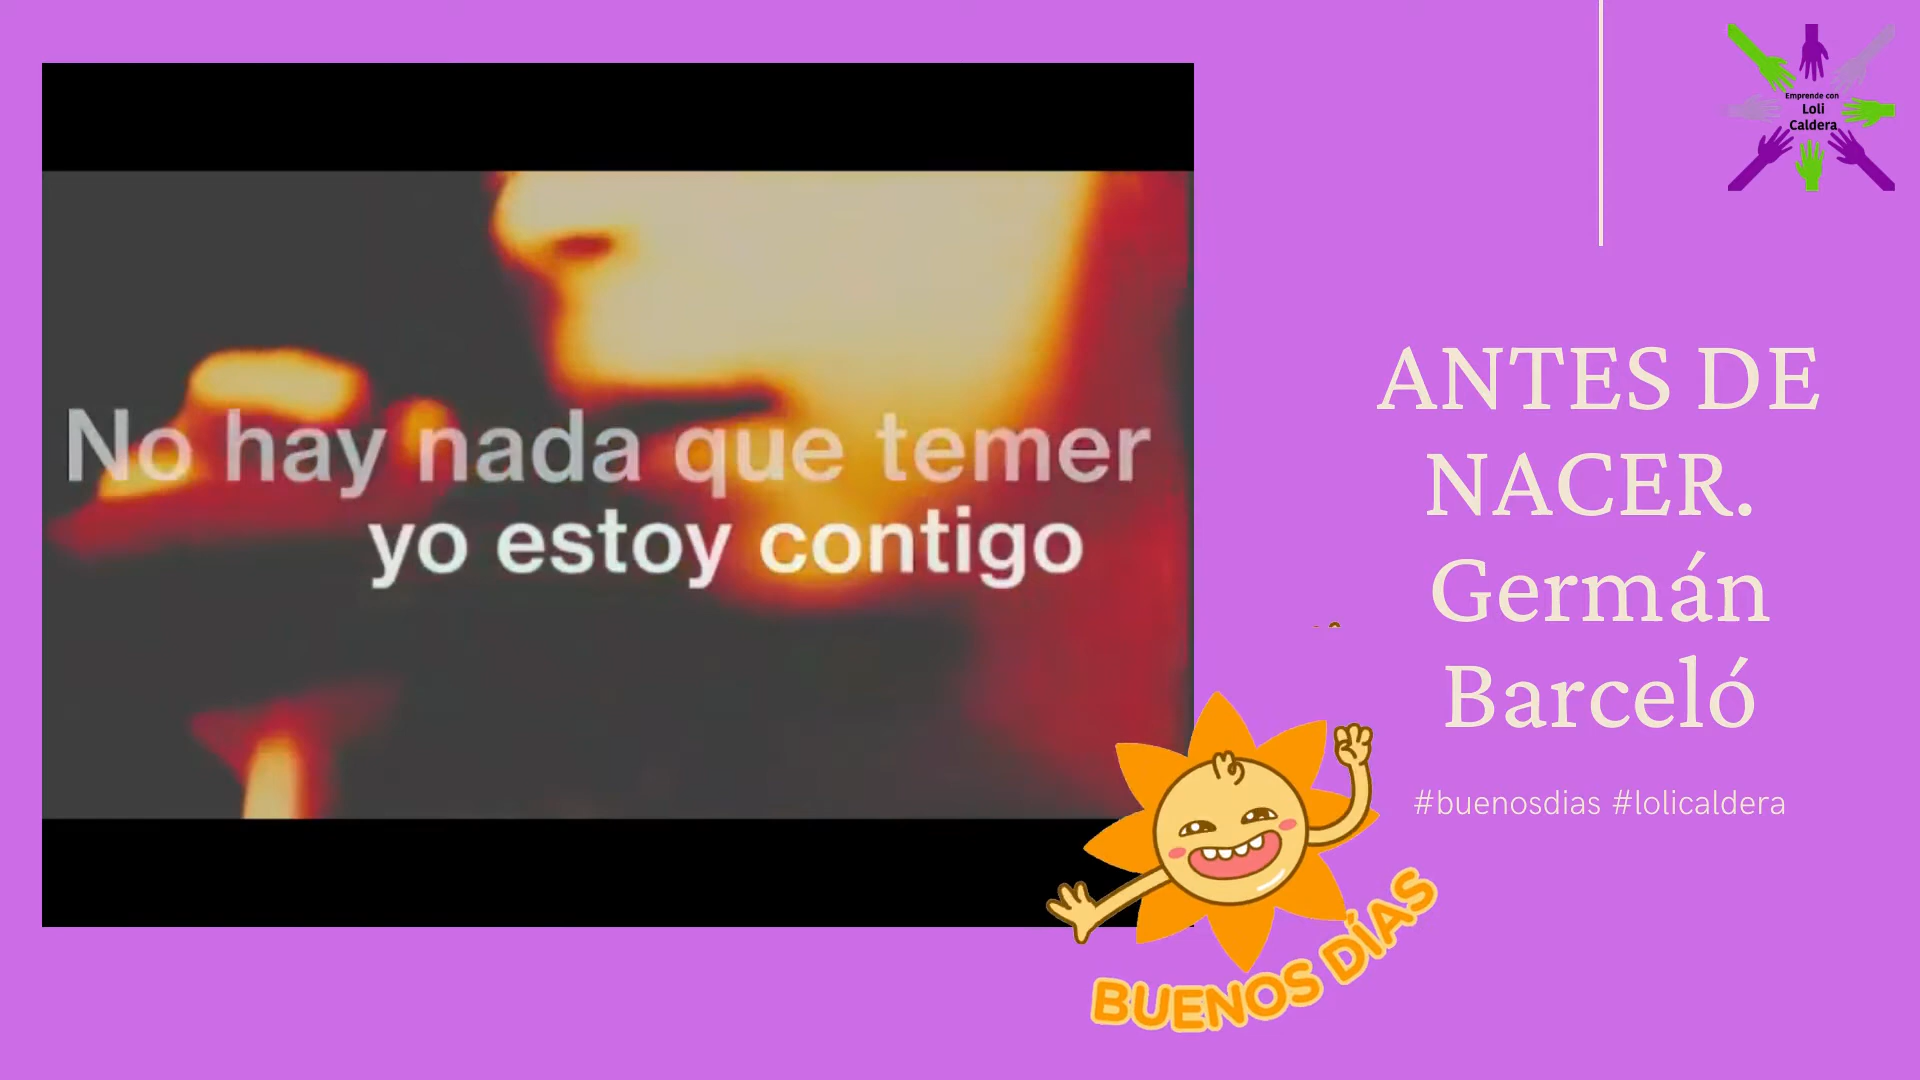 Emprende con
Loli
Caldera
No hay nada que temer
yo estoy contigo
ANTES DE
NACER.
Germán
Barceló
#buenosdias #lolicaldera
BUENOS DÍAS